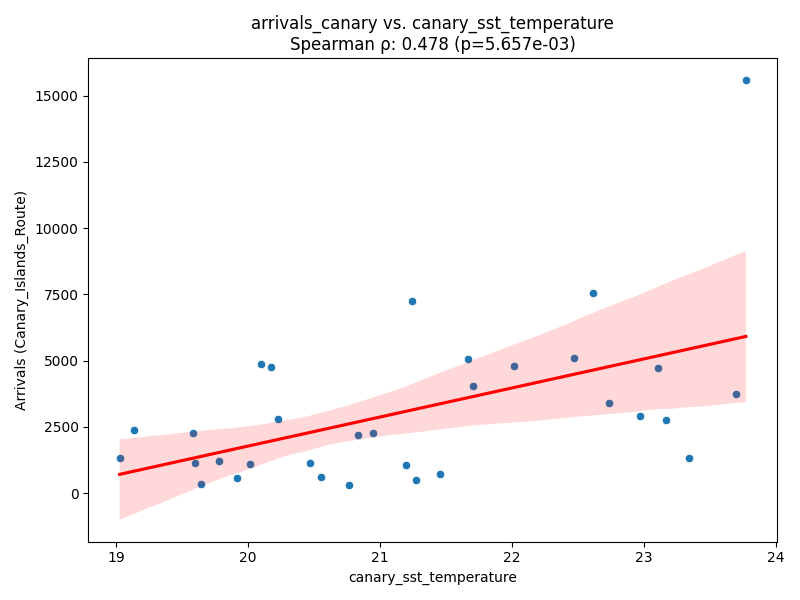 arrivals_canary vs. canary_sst_temperature
Spearman ρ: 0.478 (p=5.657e-03)
Arrivals (Canary_Islands_Route)
15000
12500
10000
7500
5000
2500
0
19 20 21 22 23 24
canary_sst_temperature